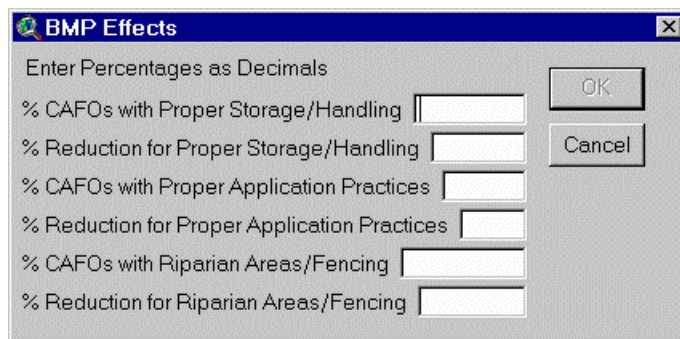 BMP Effects
Enter Percentages as Decimals
% CAFOs with Proper Storage/Handling
OK
% Reduction for Proper Storage/Handling
Cancel
% CAFOs with Proper Application Practices
% Reduction for Proper Application Practices
% CAFOs with Riparian Areas/Fencing
% Reduction for Riparian Areas/Fencing